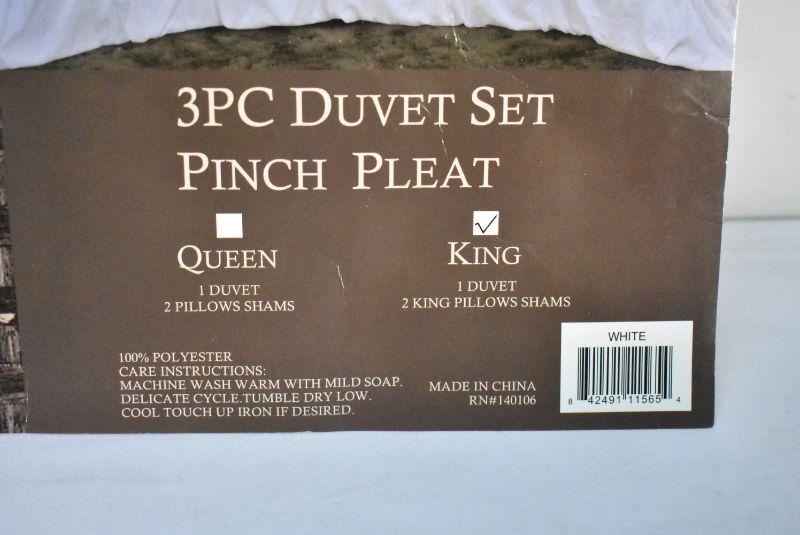 3PC DUVET SET
PINCH PLEAT
QUEEN
1 DUVET
2 PILLOWS SHAMS
KING
1 DUVET
2 KING PILLOWS SHAMS
100% POLYESTER
CARE INSTRUCTIONS:
MACHINE WASH WARM WITH MILD SOAP.
DELICATE CYCLE.TUMBLE DRY LOW.
COOL TOUCH UP IRON IF DESIRED.
MADE IN CHINA
RN#140106
WHITE
8 42491 11565 4